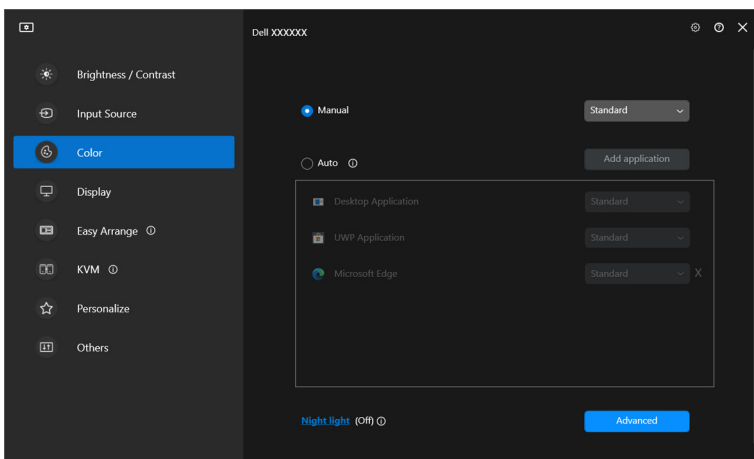 Dell XXXXXX
Brightness / Contrast
Input Source
Color
Display
Easy Arrange
KVM
Personalize
Others
Manual
Standard
Auto
Add application
Desktop Application
Standard
UWP Application
Standard
Microsoft Edge
Standard
X
Night light (Off)
Advanced